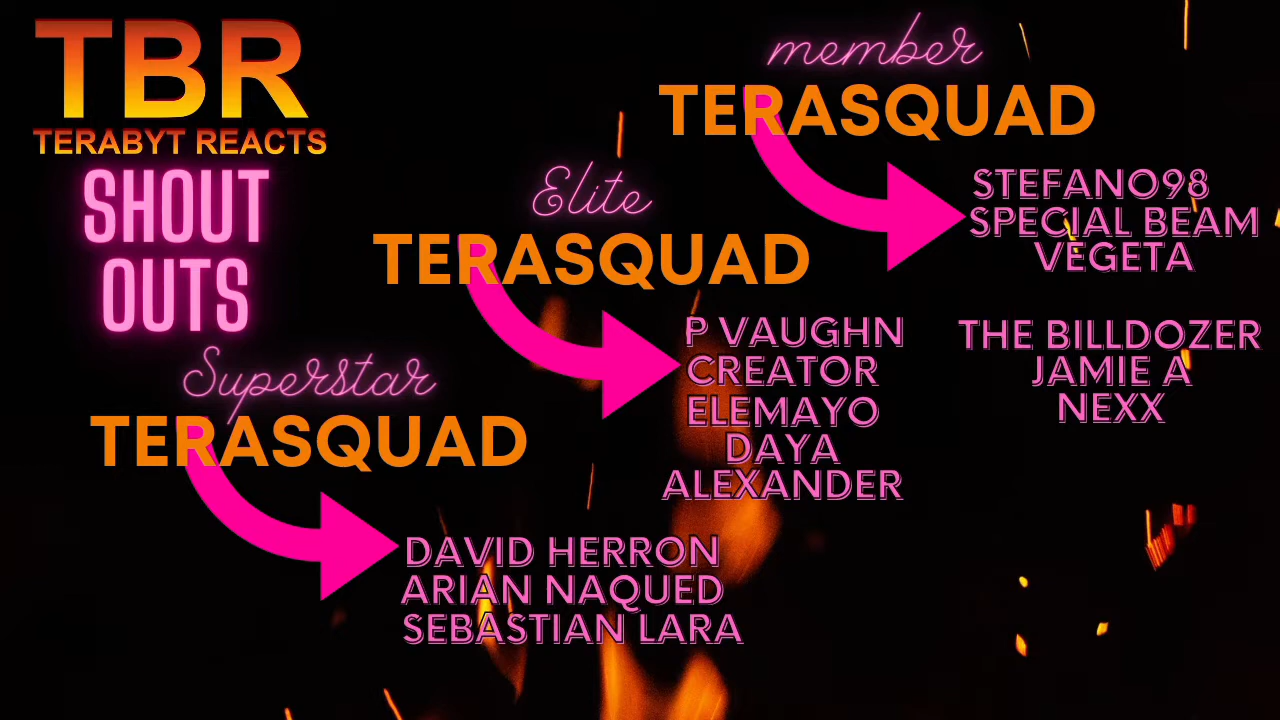 TBR
TERABYT REACTS
SHOUT
OUTS
member
TERASQUAD
STEFANO98
SPECIAL BEAM
VEGETA
THE BILLDOZER
JAMIE A
NEXX
Elite
TERASQUAD
P VAUGHN
CREATOR
ELEMAYO
DAYA
ALEXANDER
Superstar
TERASQUAD
DAVID HERRON
ARIAN NAQUED
SEBASTIAN LARA